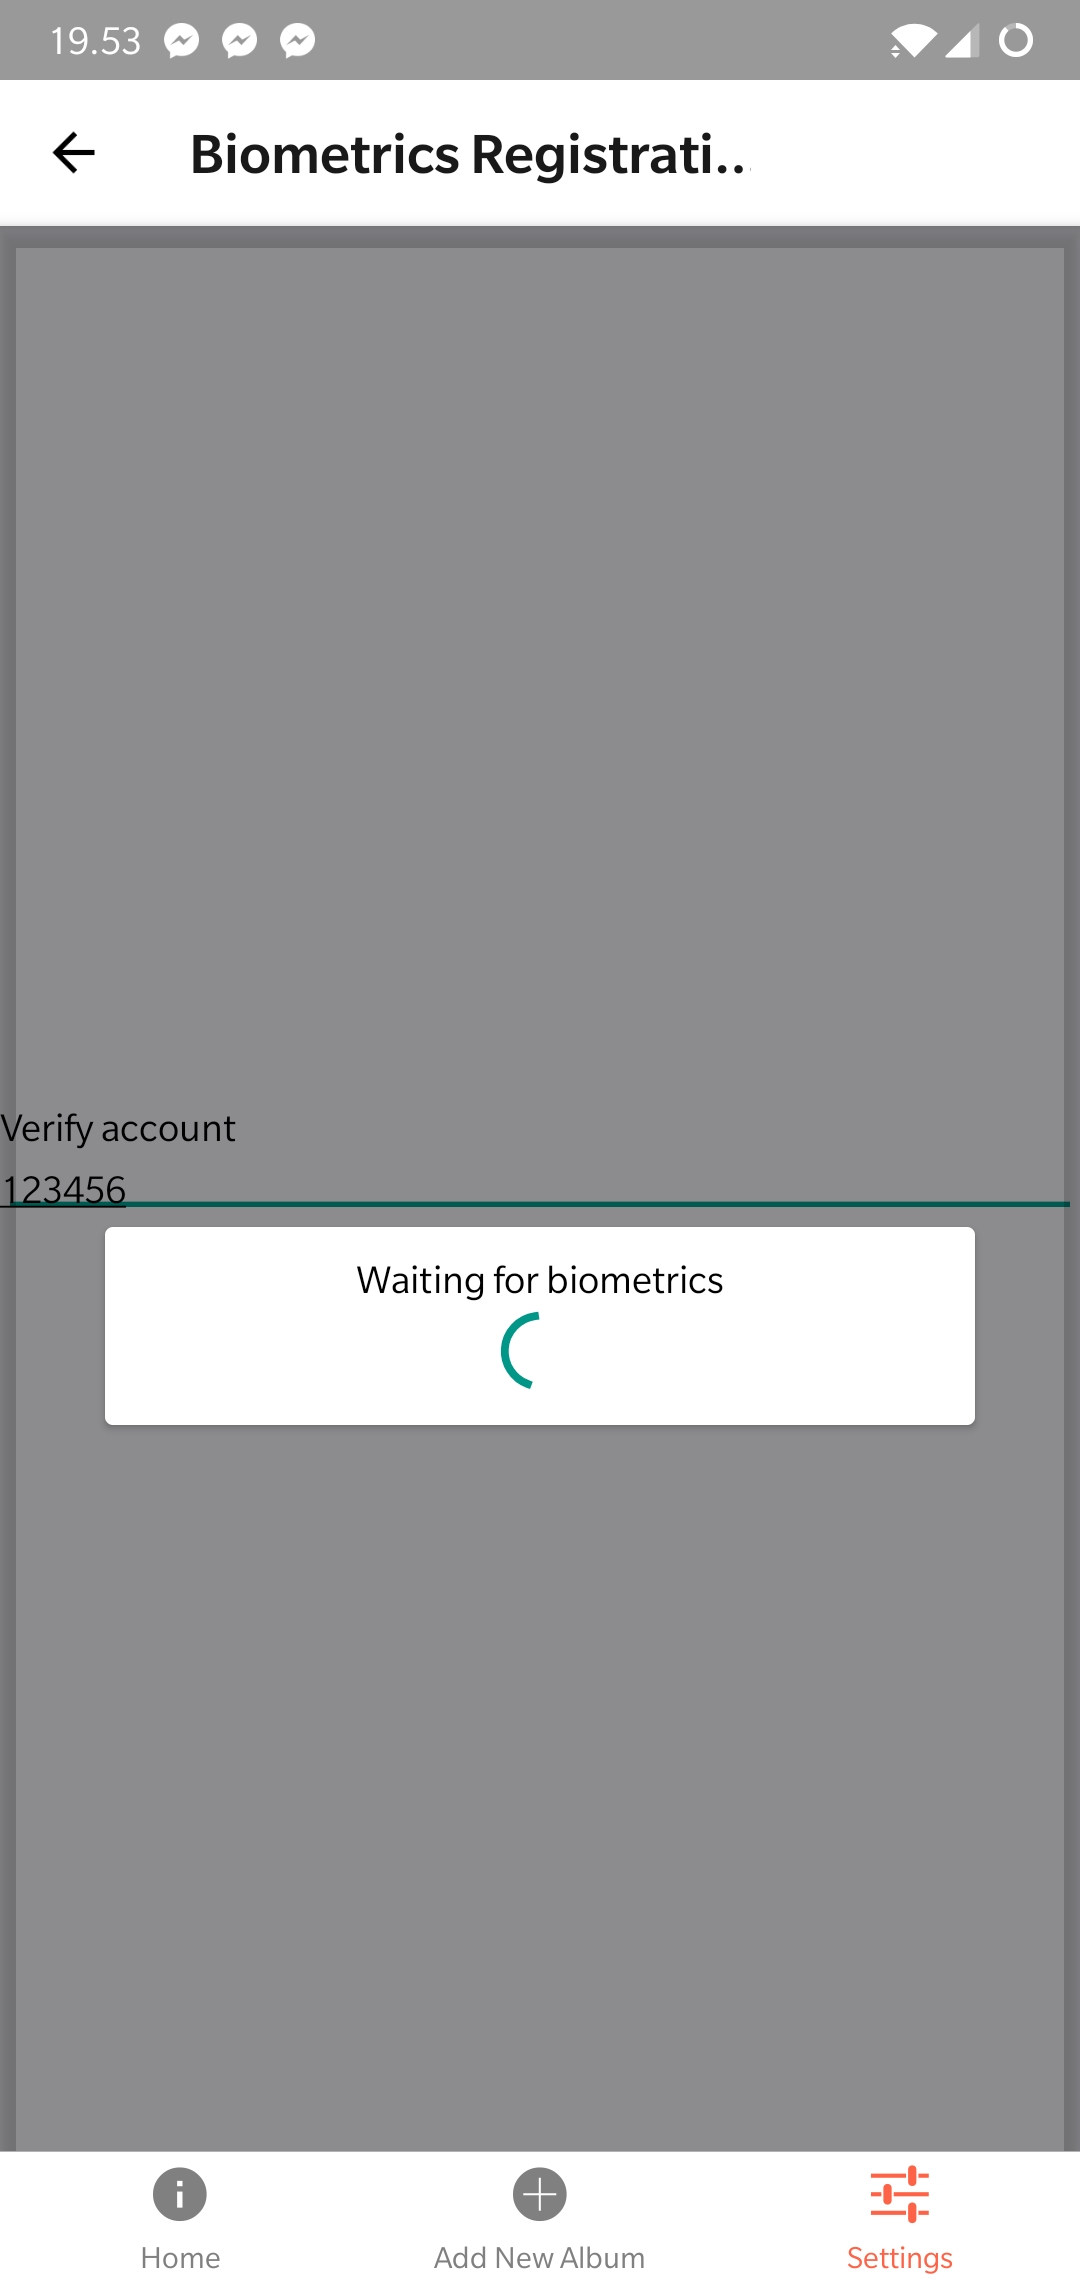 19.53
Biometrics Registrati..
Verify account
123456
Waiting for biometrics
Home
Add New Album
Settings